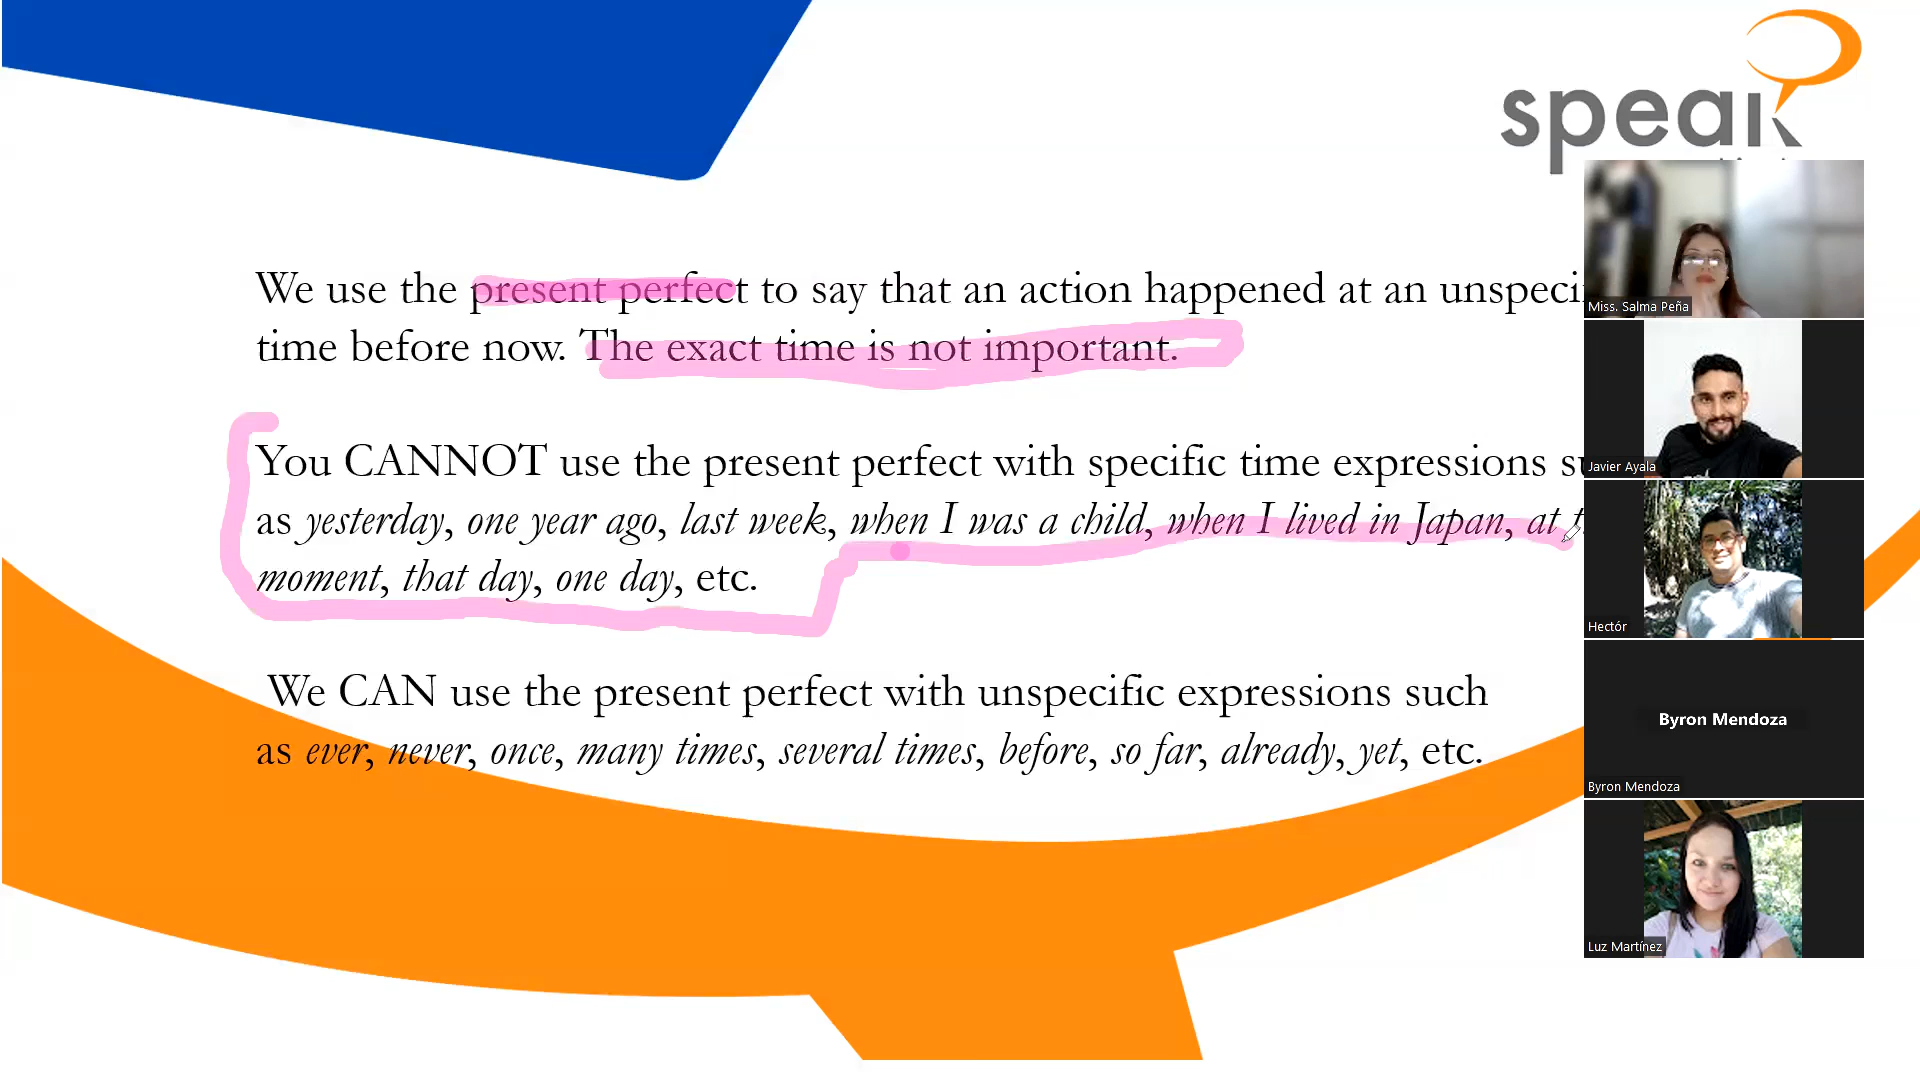 speak
We use the present perfect to say that an action happened at an
time before now. The exact time is not important.
You CANNOT use the present perfect with specific time expressions
as yesterday, one year ago, last week, when I was a child, when I lived in Japan, at
moment, that day, one day, etc.
We CAN use the present perfect with unspecific expressions such
as ever, never, once, many times, several times, before, so far, already, yet, etc.
Miss. Salma Peña
Javier Ayala
Hectór
Byron Mendoza
Byron Mendoza
Luz Martínez